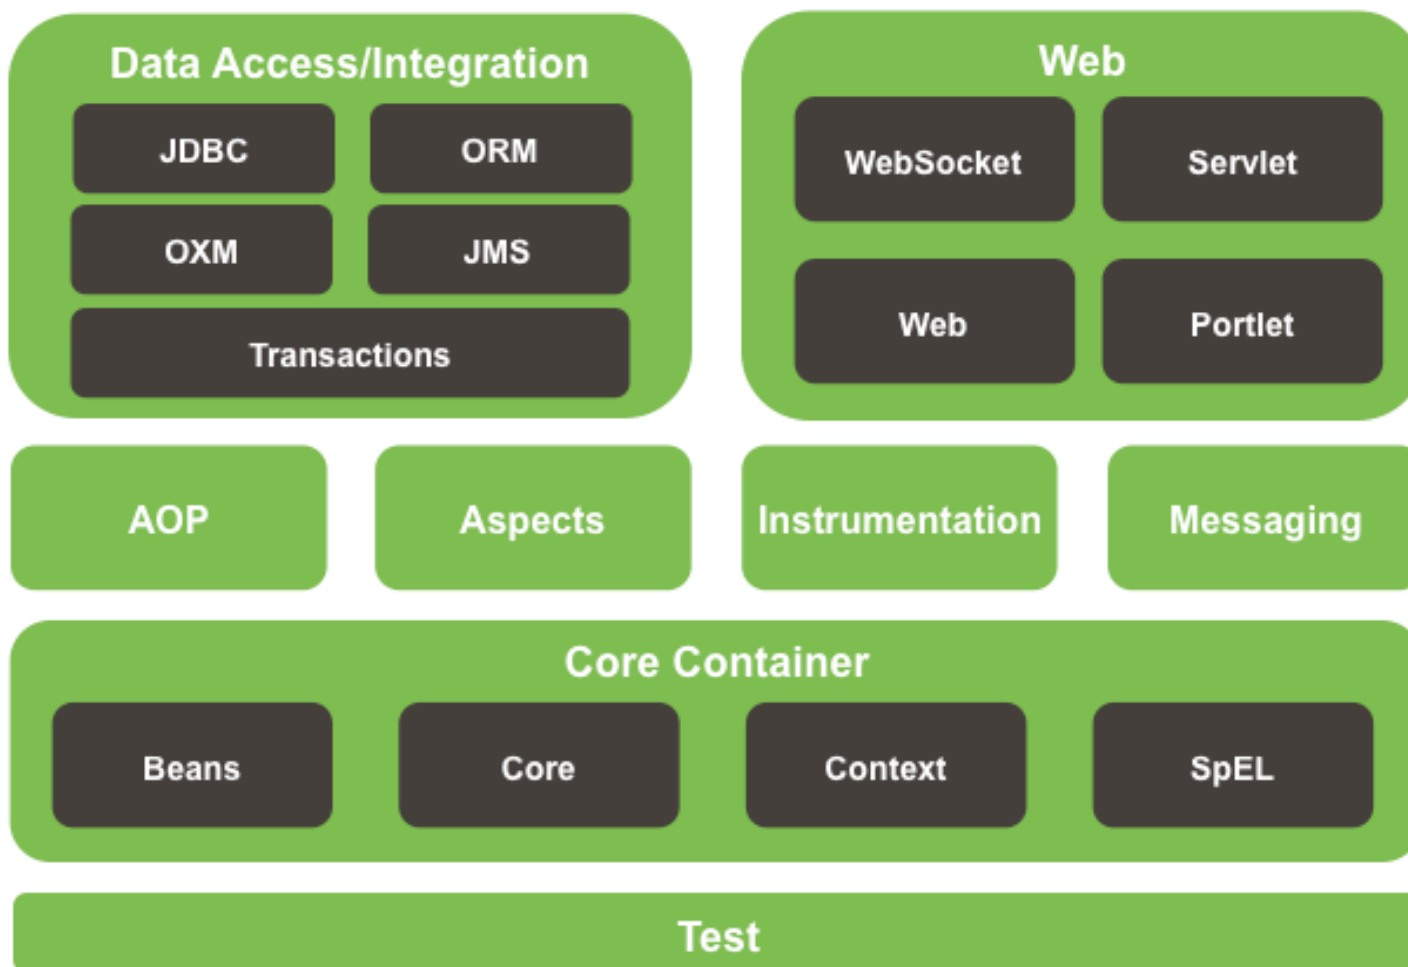 Data Access/Integration
JDBC
ORM
OXM
JMS
Transactions
Web
WebSocket
Servlet
Web
Portlet
AOP
Aspects
Instrumentation
Messaging
Core Container
Beans
Core
Context
SpEL
Test